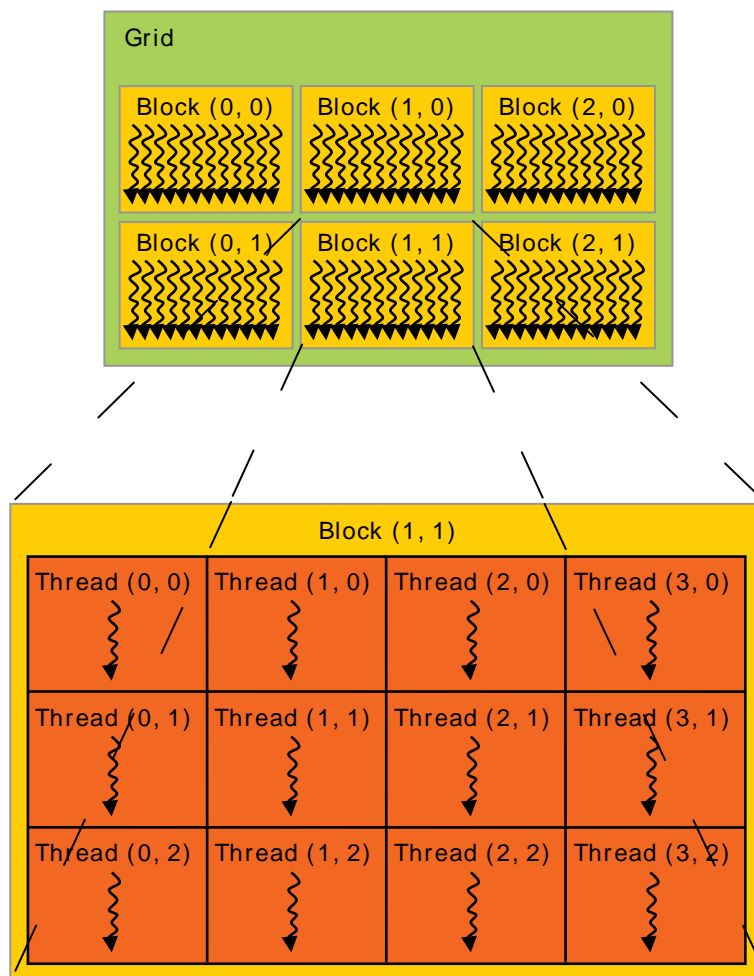 Grid
Block (0, 0) Block (1, 0) Block (2, 0)
Block (0, 1) Block (1, 1) Block (2, 1)
Block (1, 1)
Thread (0, 0) Thread (1, 0) Thread (2, 0) Thread (3, 0)
Thread (0, 1) Thread (1, 1) Thread (2, 1) Thread (3, 1)
Thread (0, 2) Thread (1, 2) Thread (2, 2) Thread (3, 2)